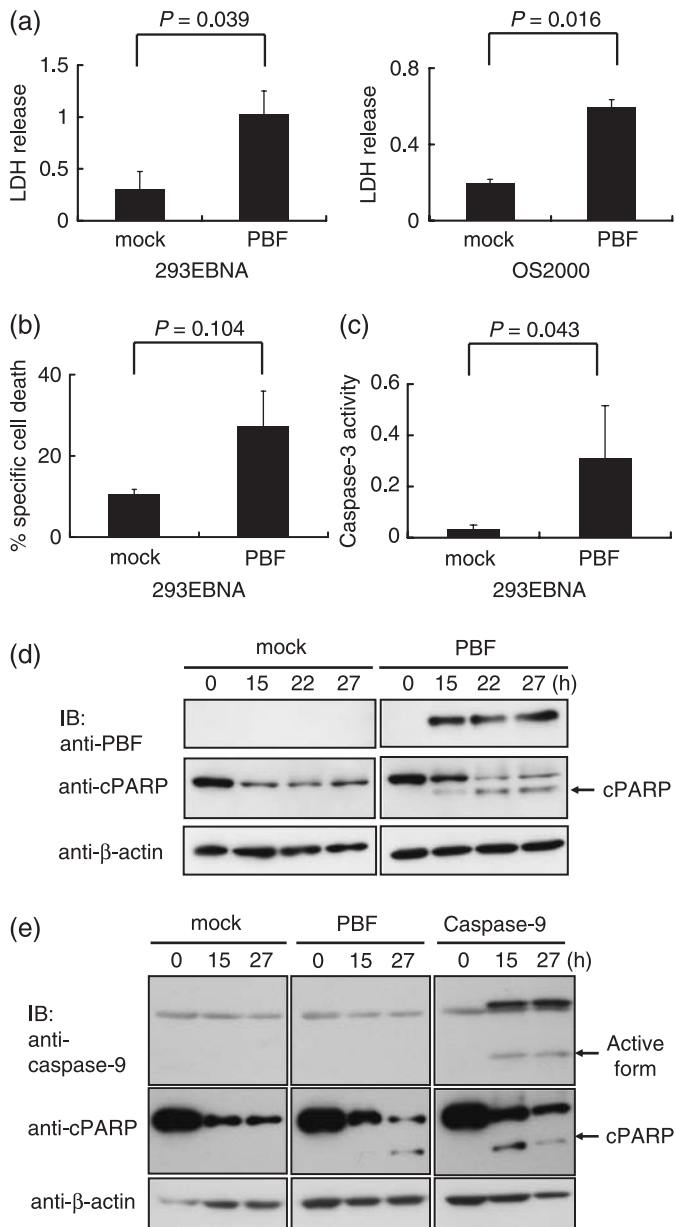 (a)
P = 0.039
LDH release
1.5
1
0.5
0
mock PBF
293EBNA
P = 0.016
LDH release
0.8
0.4
0
mock PBF
OS2000
(b)
P = 0.104
% specific cell death
40
20
0
mock PBF
293EBNA
(c)
P = 0.043
Caspase-3 activity
0.6
0.4
0.2
0
mock PBF
293EBNA
(d)
mock PBF
0 15 22 27 0 15 22 27 (h)
IB:
anti-PBF
anti-cPARP
cPARP
anti-β-actin
(e)
mock PBF Caspase-9
0 15 27 0 15 27 0 15 27 (h)
IB:
anti-
caspase-9
Active
form
anti-cPARP
cPARP
anti-β-actin